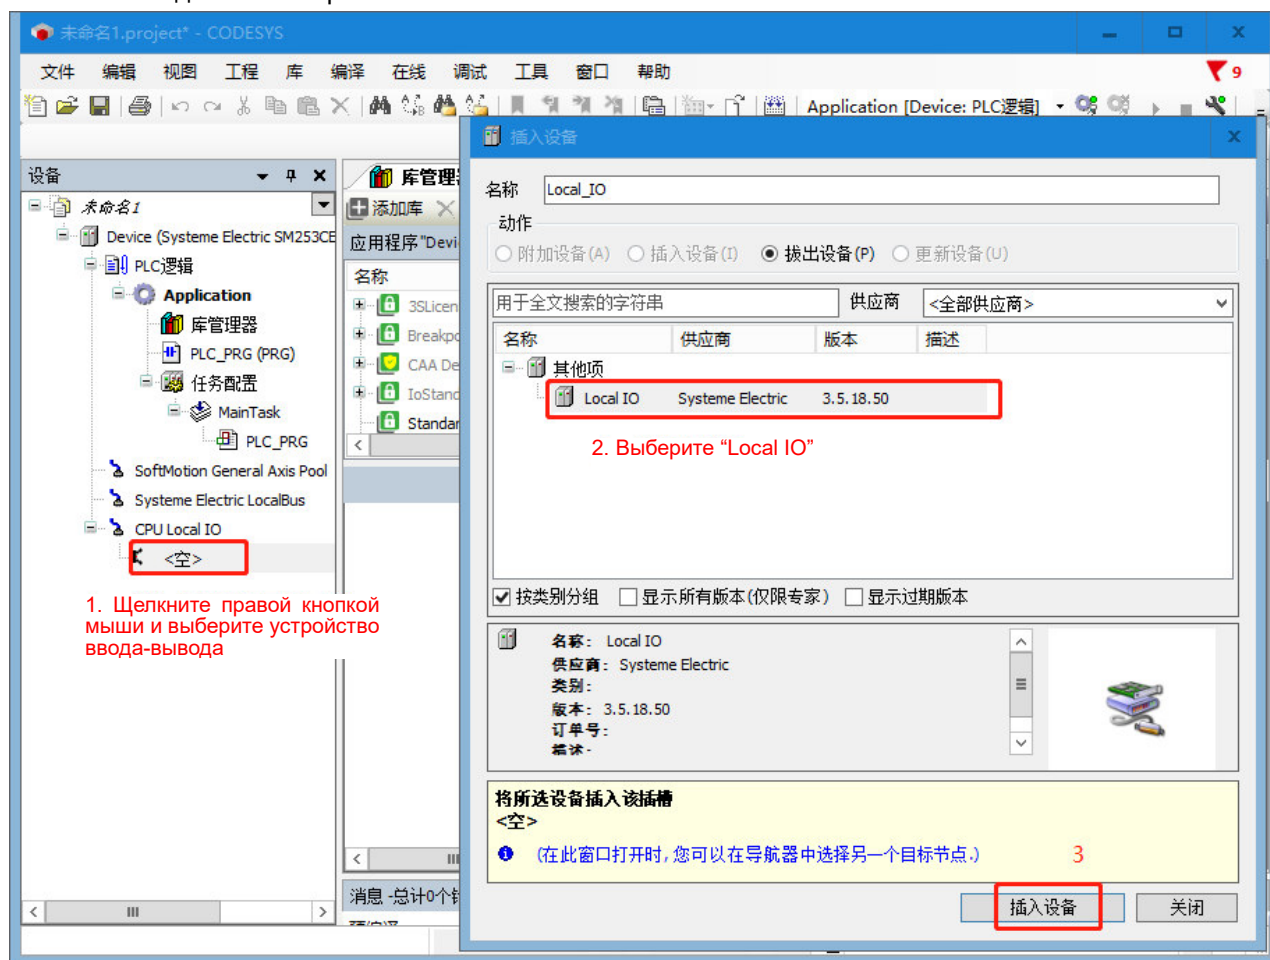 未命名1.project* - CODESYS
文件 编辑 视图 工程 库 编译 在线 调试 工具 窗口 帮助
9
Application [Device: PLC逻辑]
设备
未命名1
Device (Systeme Electric SM253CE
PLC逻辑
Application
库管理器
PLC_PRG (PRG)
任务配置
MainTask
PLC_PRG
SoftMotion General Axis Pool
Systeme Electric LocalBus
CPU Local IO
<空>
1. Щелкните правой кнопкой
мыши и выберите устройство
ввода-вывода
库管理
添加库
应用程序"Devi
名称
3SLicen
Breakpo
CAA De
IoStand
Standar
消息 -总计0个
插入设备
名称 Local_IO
动作
附加设备(A) 插入设备(I) 拔出设备(P) 更新设备(U)
用于全文搜索的字符串 供应商 <全部供应商>
名称 供应商 版本 描述
其他项
Local IO Systeme Electric 3.5.18.50
2. Выберите “Local IO”
按类别分组 显示所有版本(仅限专家) 显示过期版本
名称: Local IO
供应商: Systeme Electric
类别:
版本: 3.5.18.50
订单号:
描述:
将所选设备插入该插槽
<空>
(在此窗口打开时,您可以在导航器中选择另一个目标节点.)
3
插入设备 关闭